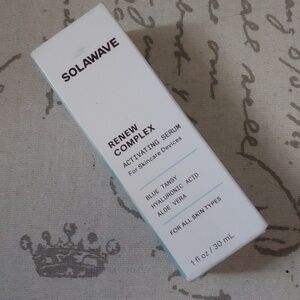 SOLAWAVE
RENEW
COMPLEX
ACTIVATING SERUM
For Skincare Devices
BLUE TANSY
HYALURONIC ACID
ALOE VERA
FOR ALL SKIN TYPES
1 fl oz / 30 mL